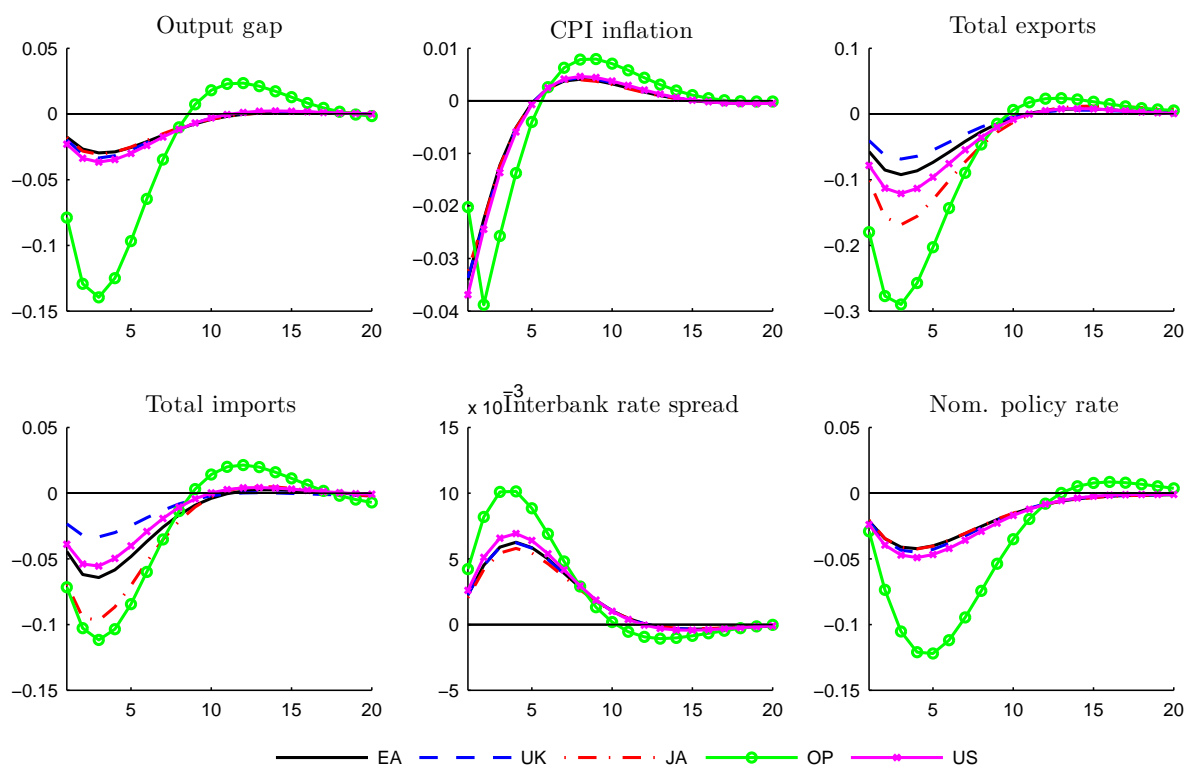 Output gap
0.05
0
−0.05
−0.1
−0.15
5 10 15 20
CPI inflation
0.01
0
−0.01
−0.02
−0.03
−0.04
5 10 15 20
Total exports
0.1
0
−0.1
−0.2
−0.3
5 10 15 20
Total imports
0.05
0
−0.05
−0.1
−0.15
5 10 15 20
x 10−3
Interbank rate spread
15
10
5
0
−5
5 10 15 20
Nom. policy rate
0.05
0
−0.05
−0.1
−0.15
5 10 15 20
EA UK JA OP US